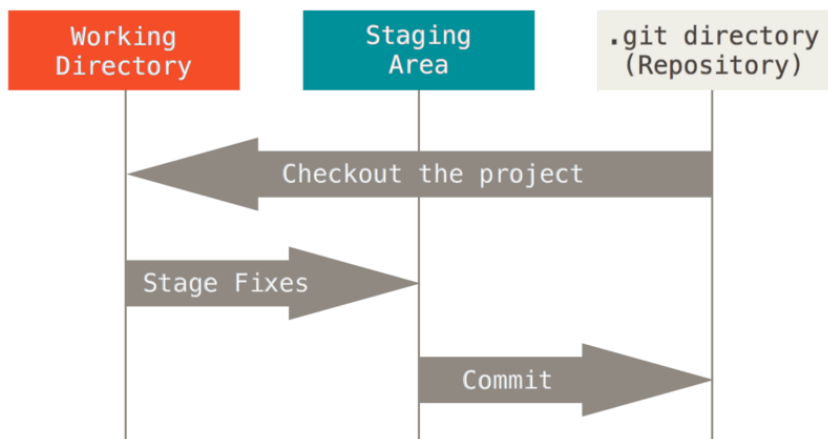 Working
Directory
Staging
Area
.git directory
(Repository)
Checkout the project
Stage Fixes
Commit